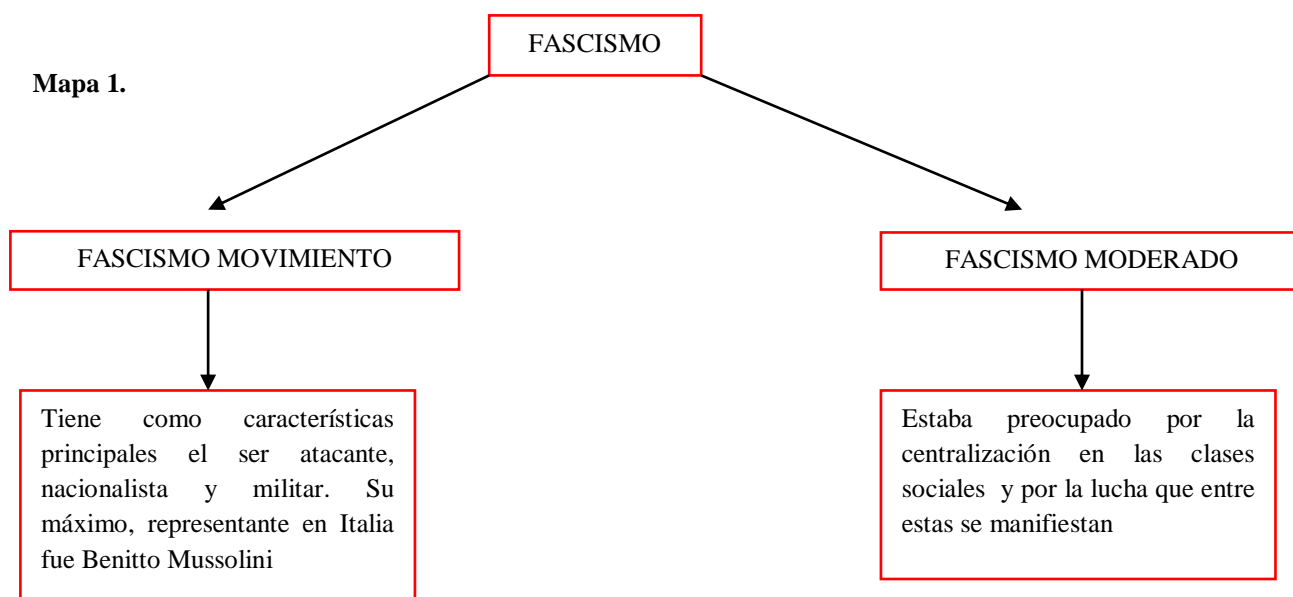 FASCISMO
Mapa 1.
FASCISMO MOVIMIENTO
FASCISMO MODERADO
Tiene como característicás
principales el ser atacante,
nacionalista y militar. Su
máximo, representante en Italia
fue Benitto Mussolini
Estaba preocupado por la
centralización en las clases
sociales y por la lucha que entre
estas se manifiestan